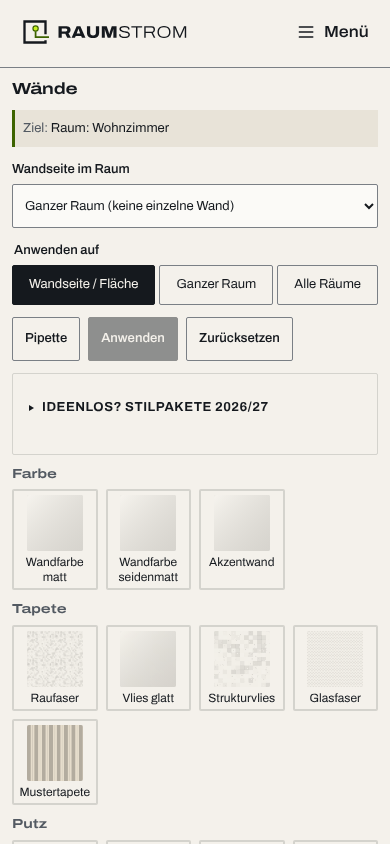 RAUMSTROM
Menü
Wände
Ziel: Raum: Wohnzimmer
Wandseite im Raum
Ganzer Raum (keine einzelne Wand)
Anwenden auf
Wandseite / Fläche
Ganzer Raum
Alle Räume
Pipette
Anwenden
Zurücksetzen
IDEENLOS? STILPAKETE 2026/27
Farbe
Wandfarbe
matt
Wandfarbe
seidenmatt
Akzentwand
Tapete
Raufaser
Vlies glatt
Strukturvlies
Glasfaser
Mustertapete
Putz